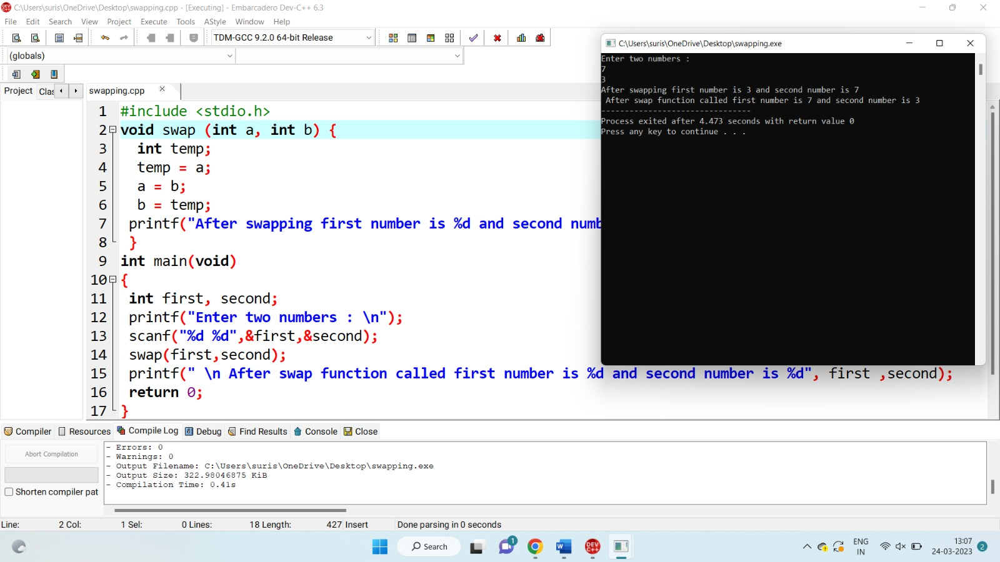 C:\Users\suris\OneDrive\Desktop\swapping.cpp - [Executing] - Embarcadero Dev-C++ 6.3
File Edit Search View Project Execute Tools AStyle Window Help
TDM-GCC 9.2.0 64-bit Release
(globals)
Project Clas
swapping.cpp
1 #include <stdio.h>
2 void swap (int a, int b) {
3 int temp;
4 temp = a;
5 a = b;
6 b = temp;
7 printf("After swapping first number is %d and second numb
8 }
9 int main(void)
10 {
11 int first, second;
12 printf("Enter two numbers : \n");
13 scanf("%d %d",&first,&second);
14 swap(first,second);
15 printf(" \n After swap function called first number is %d and second number is %d", first ,second);
16 return 0;
17 }
C:\Users\suris\OneDrive\Desktop\swapping.exe
Enter two numbers :
7
3
After swapping first number is 3 and second number is 7
After swap function called first number is 7 and second number is 3
--------------------------------
Process exited after 4.473 seconds with return value 0
Press any key to continue . . .
Compiler Resources Compile Log Debug Find Results Console Close
Abort Compilation
Shorten compiler pat
- Errors: 0
- Warnings: 0
- Output Filename: C:\Users\suris\OneDrive\Desktop\swapping.exe
- Output Size: 322.98046875 KiB
- Compilation Time: 0.41s
Line: 2 Col: 1 Sel: 0 Lines: 18 Length: 427 Insert Done parsing in 0 seconds
Search
1
W
DEV C++
ENG
IN
13:07
24-03-2023
2